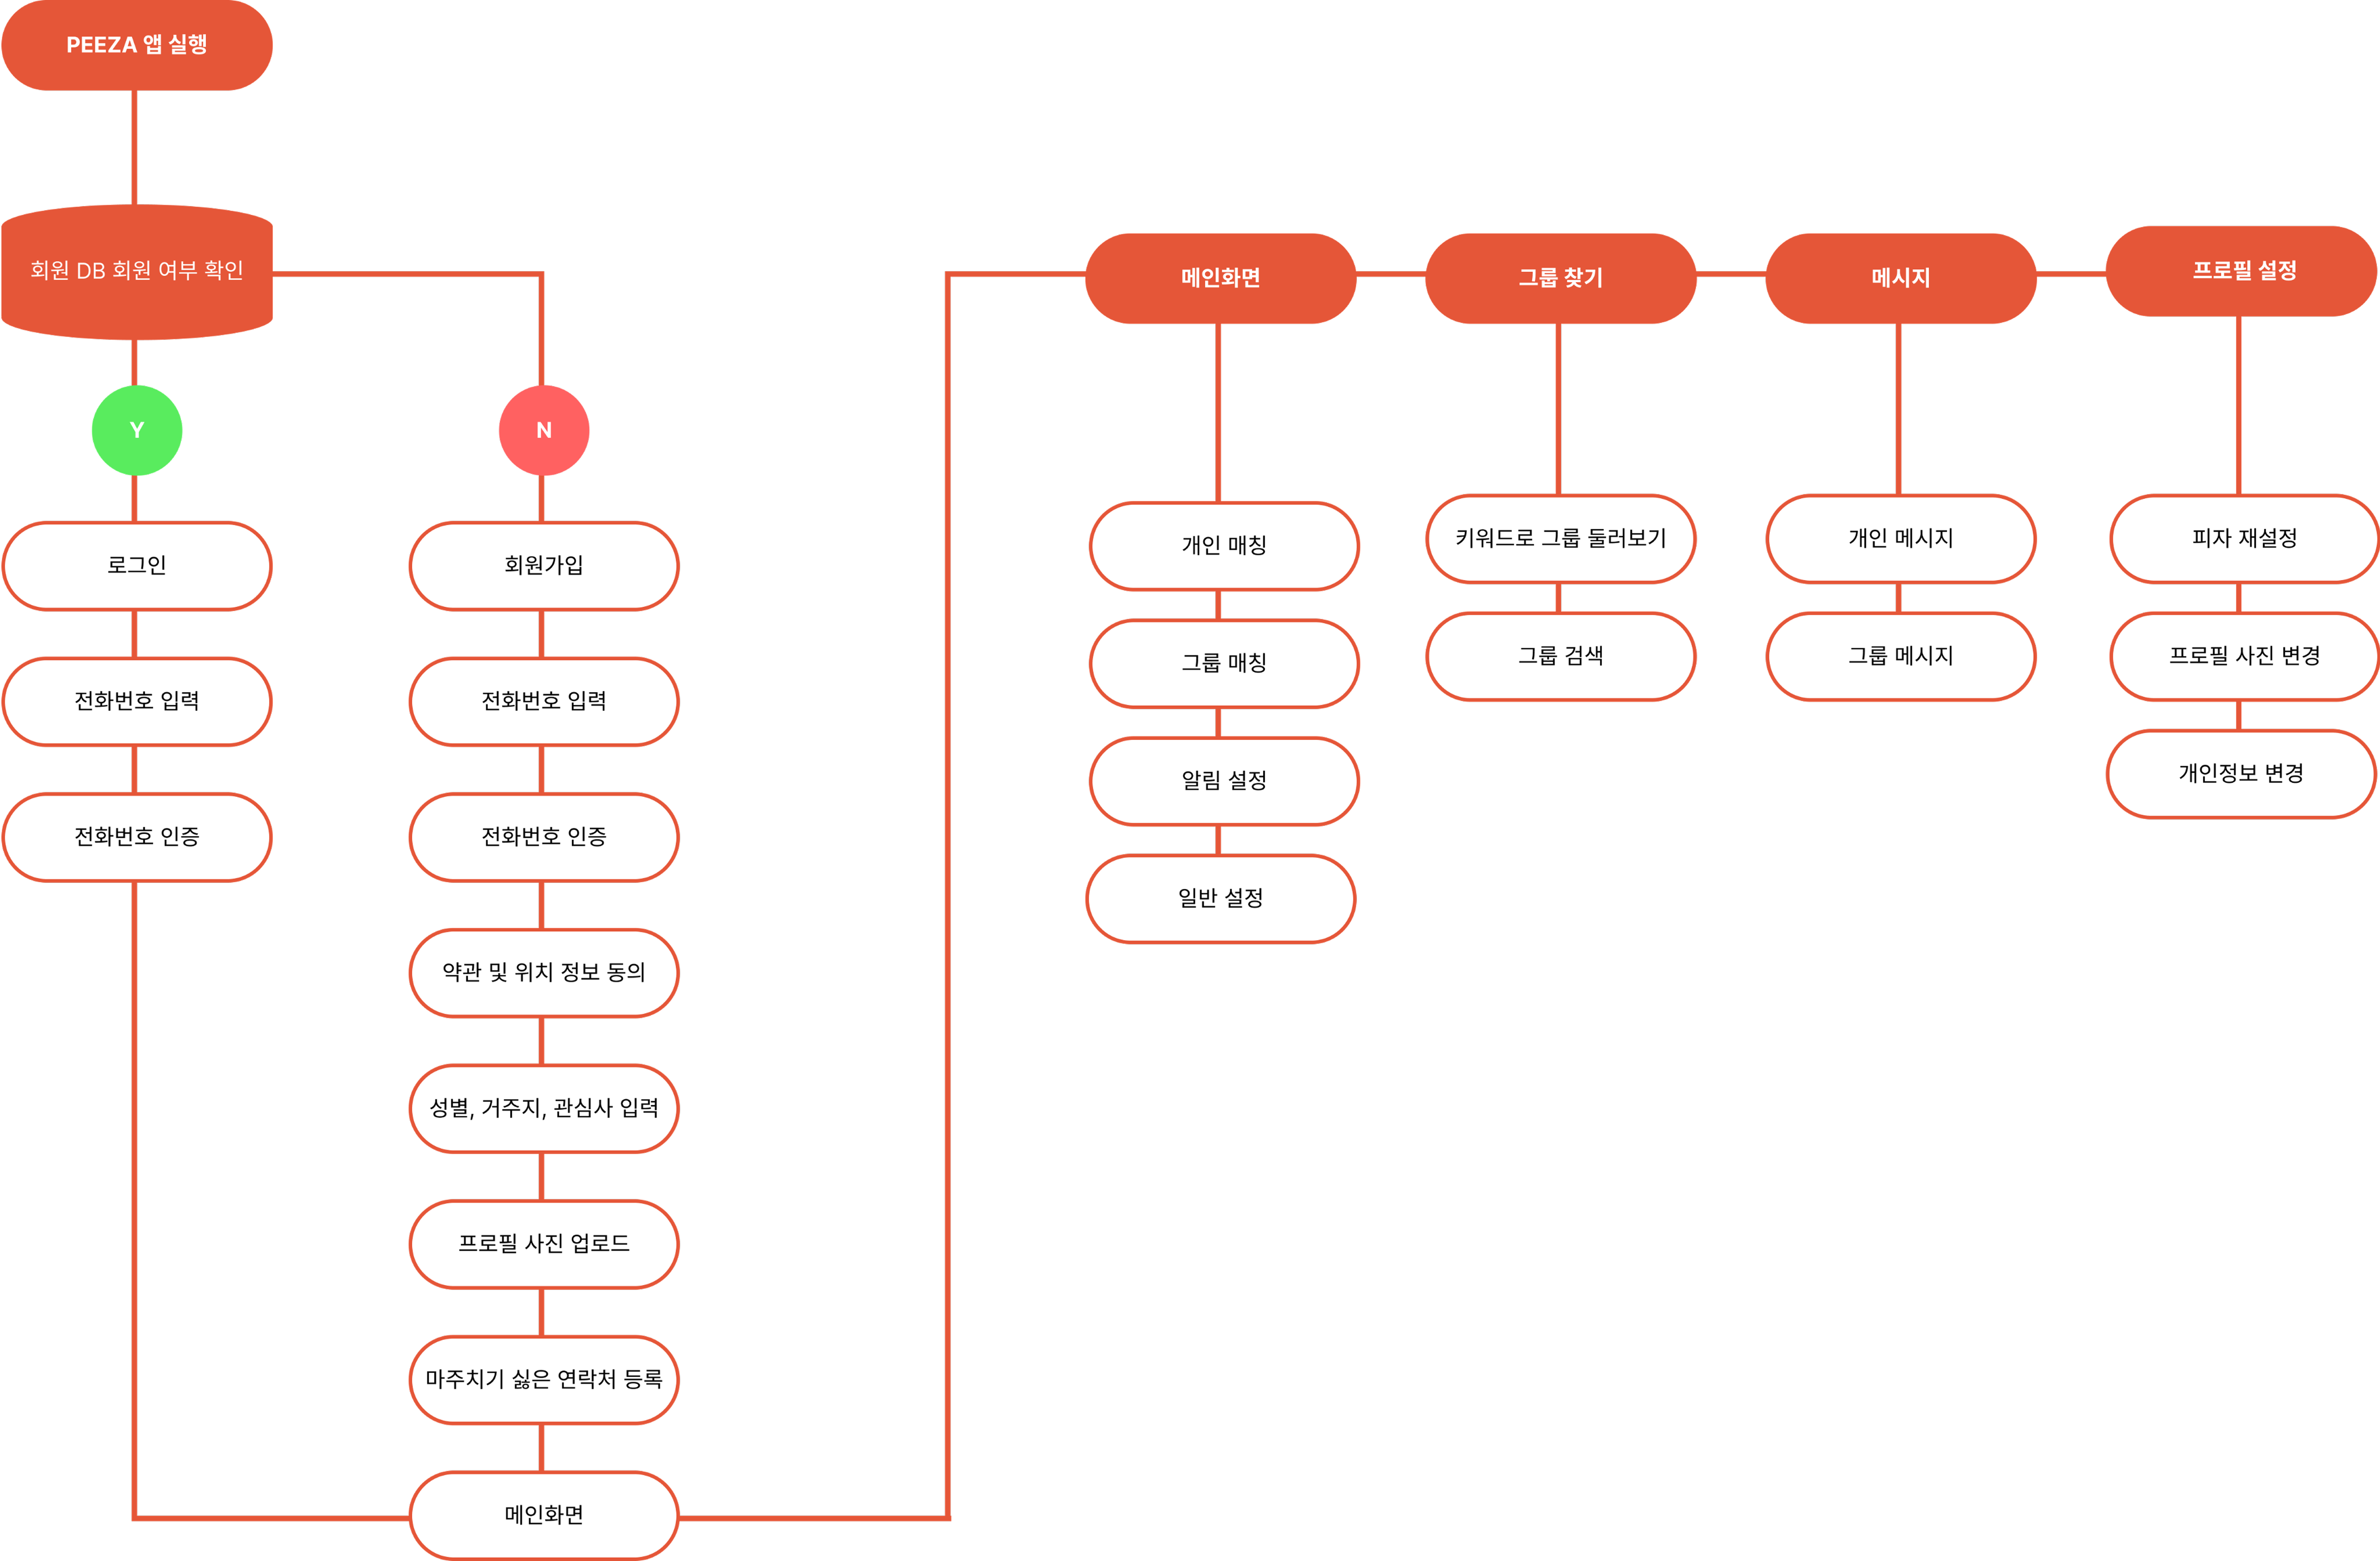 PEEZA 앱 실행
회원 DB 회원 여부 확인
Y
로그인
전화번호 입력
전화번호 인증
N
회원가입
전화번호 입력
전화번호 인증
약관 및 위치 정보 동의
성별, 거주지, 관심사 입력
프로필 사진 업로드
마주치기 싫은 연락처 등록
메인화면
메인화면
개인 매칭
그룹 매칭
알림 설정
일반 설정
그룹 찾기
키워드로 그룹 둘러보기
그룹 검색
메시지
개인 메시지
그룹 메시지
프로필 설정
피자 재설정
프로필 사진 변경
개인정보 변경